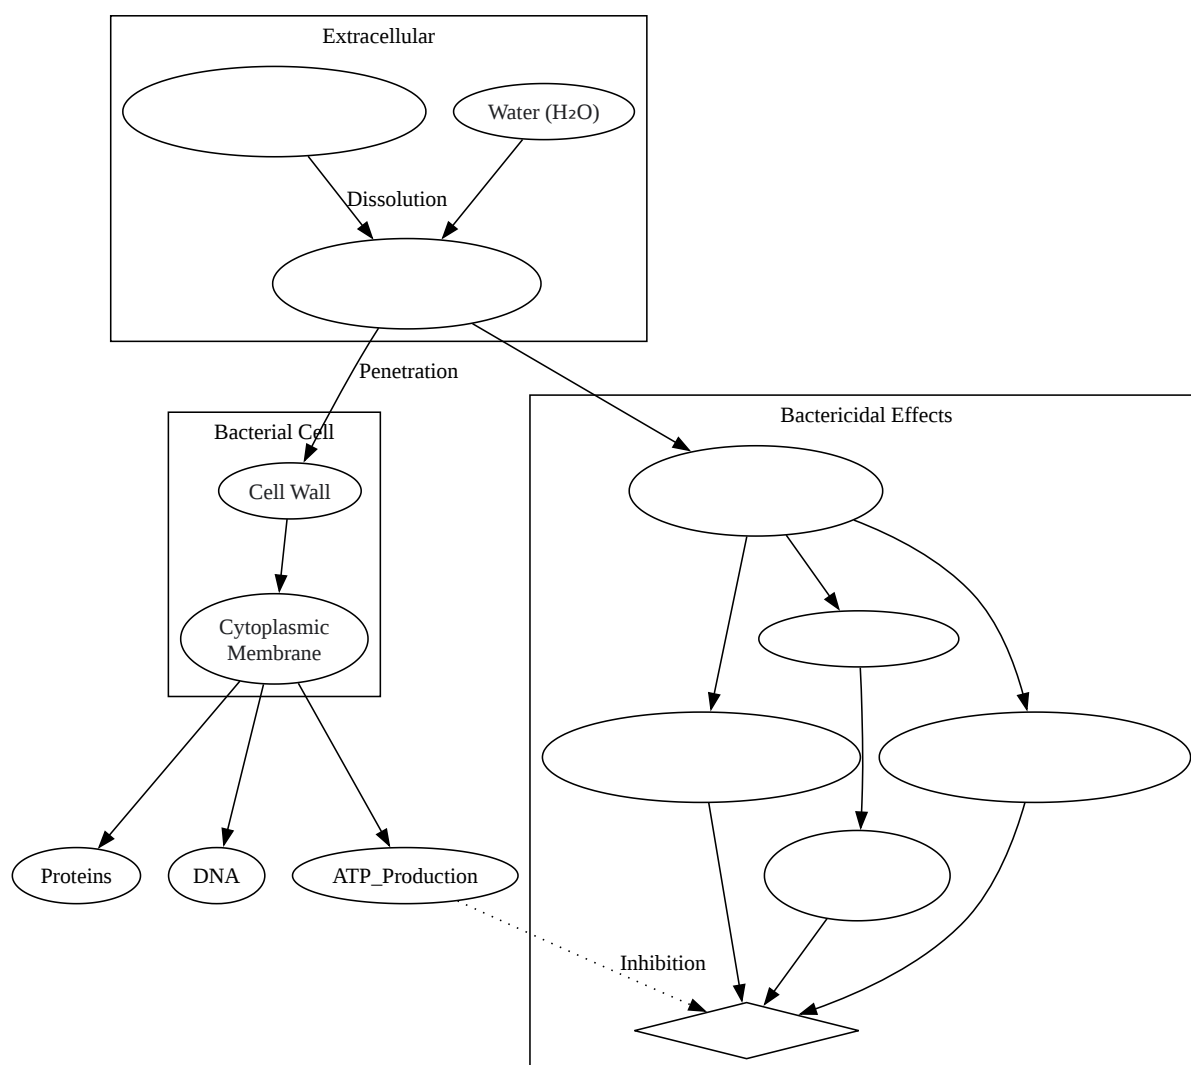 Extracellular
Water (H₂O)
Dissolution
Penetration
Bactericidal Effects
Bacterial Cell
Cell Wall
Cytoplasmic
Membrane
Proteins
DNA
ATP_Production
Inhibition